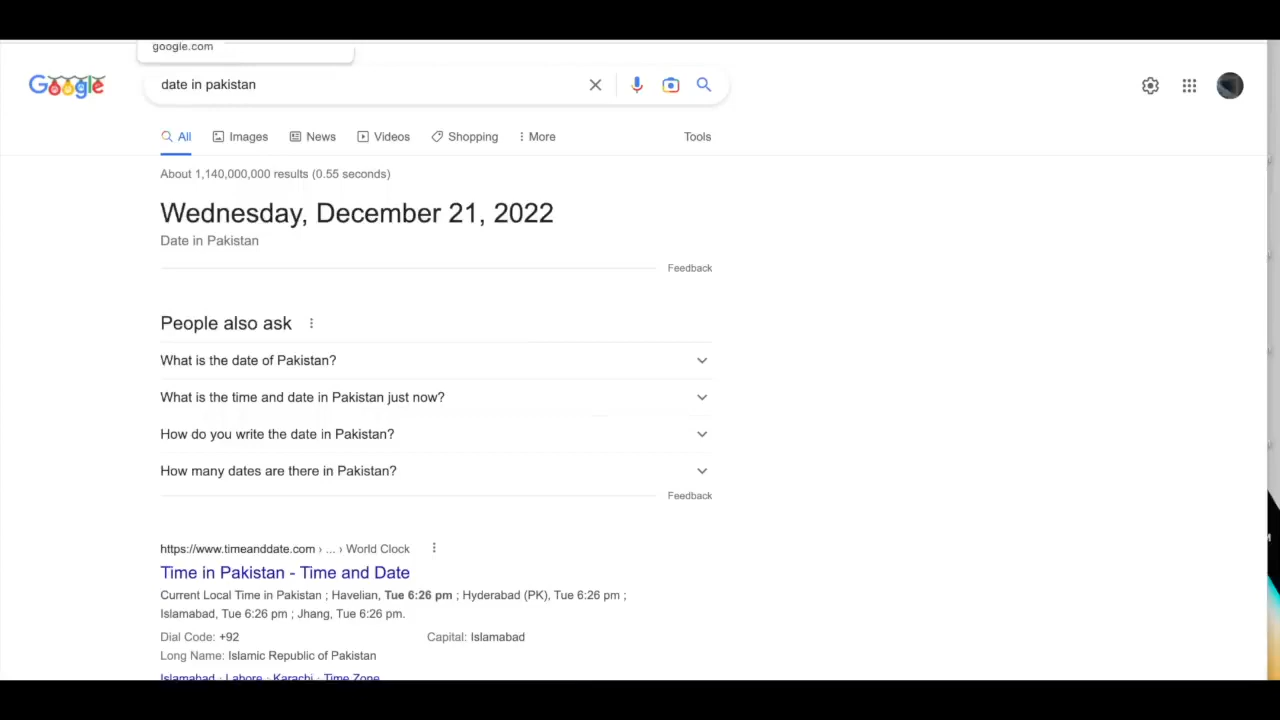 google.com
Google
date in pakistan
All Images News Videos Shopping More Tools
About 1,140,000,000 results (0.55 seconds)
Wednesday, December 21, 2022
Date in Pakistan
Feedback
People also ask
What is the date of Pakistan?
What is the time and date in Pakistan just now?
How do you write the date in Pakistan?
How many dates are there in Pakistan?
Feedback
https://www.timeanddate.com › ... › World Clock
Time in Pakistan - Time and Date
Current Local Time in Pakistan ; Havelian, Tue 6:26 pm ; Hyderabad (PK), Tue 6:26 pm ;
Islamabad, Tue 6:26 pm ; Jhang, Tue 6:26 pm.
Dial Code: +92 Capital: Islamabad
Long Name: Islamic Republic of Pakistan
Islamabad · Lahore · Karachi · Time Zone